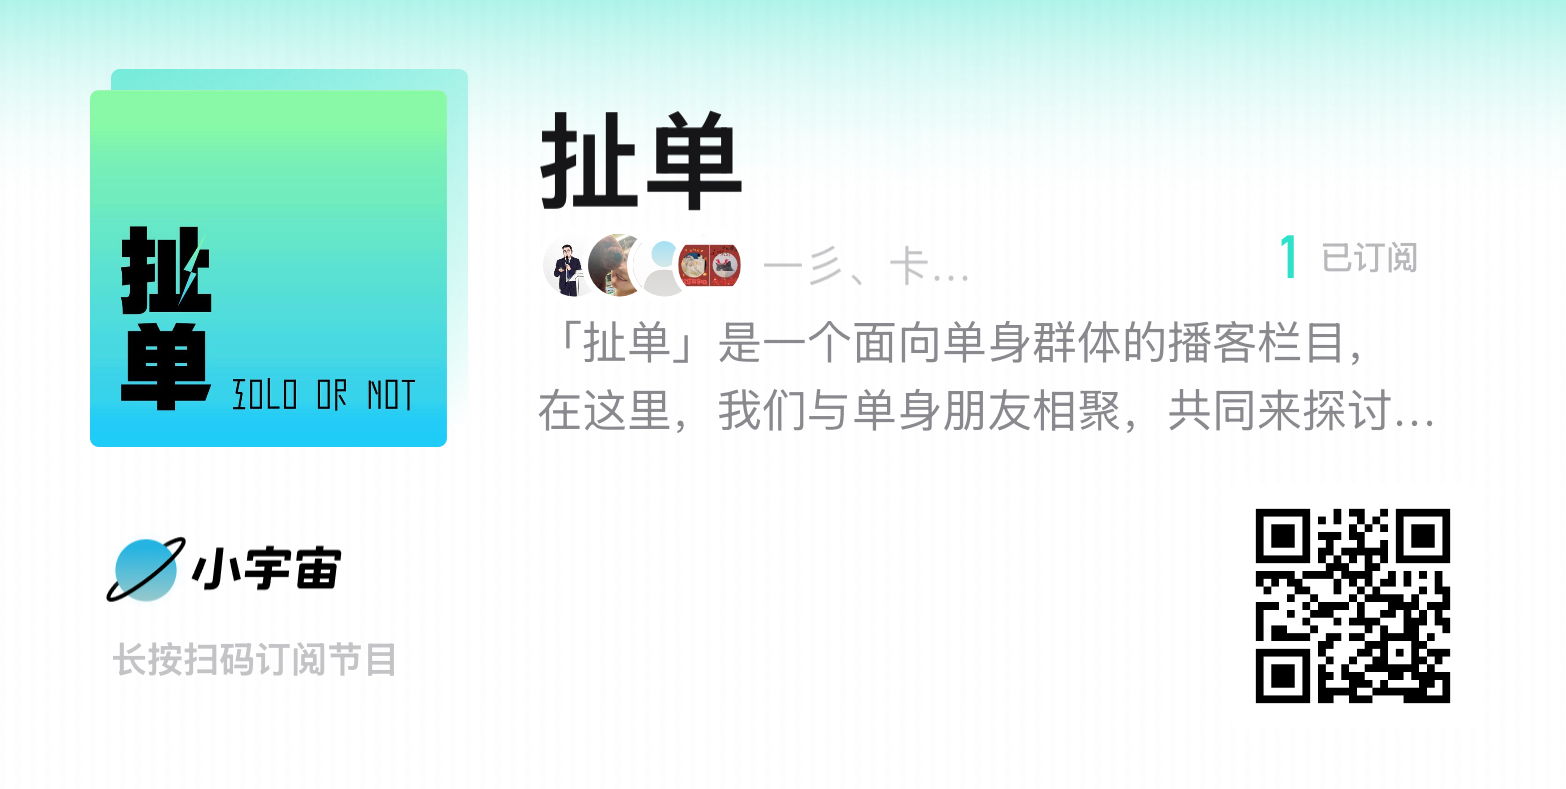 扯单
SOLO OR NOT
扯单
一彡、卡...
1 已订阅
「扯单」是一个面向单身群体的播客栏目，
在这里，我们与单身朋友相聚，共同来探讨...
小宇宙
长按扫码订阅节目